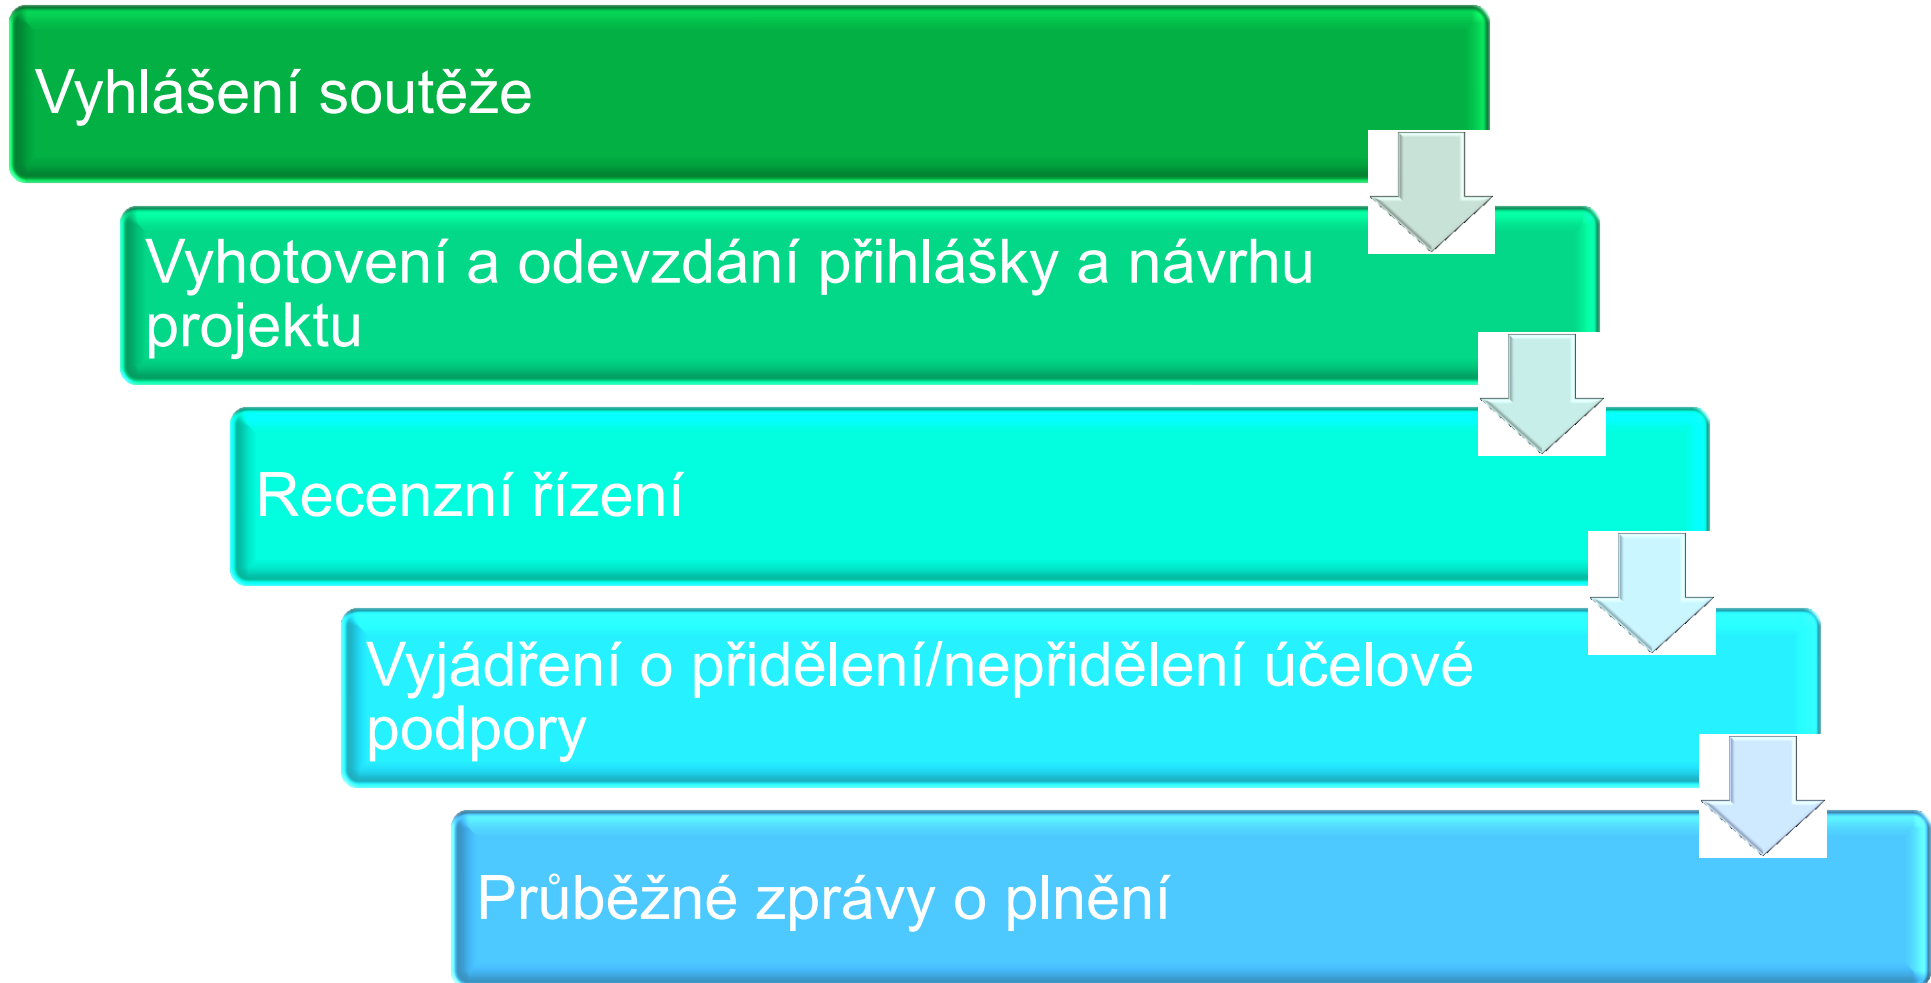 Vyhlášení soutěže
Vyhotovení a odevzdání přihlášky a návrhu
projektu
Recenzní řízení
Vyjádření o přidělení/nepřidělení účelové
podpory
Průběžné zprávy o plnění